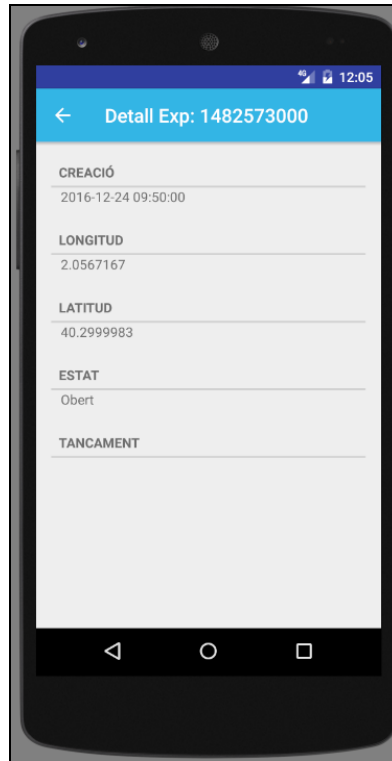 4G 12:05
Detall Exp: 1482573000
CREACIÓ
2016-12-24 09:50:00
LONGITUD
2.0567167
LATITUD
40.2999983
ESTAT
Obert
TANCAMENT